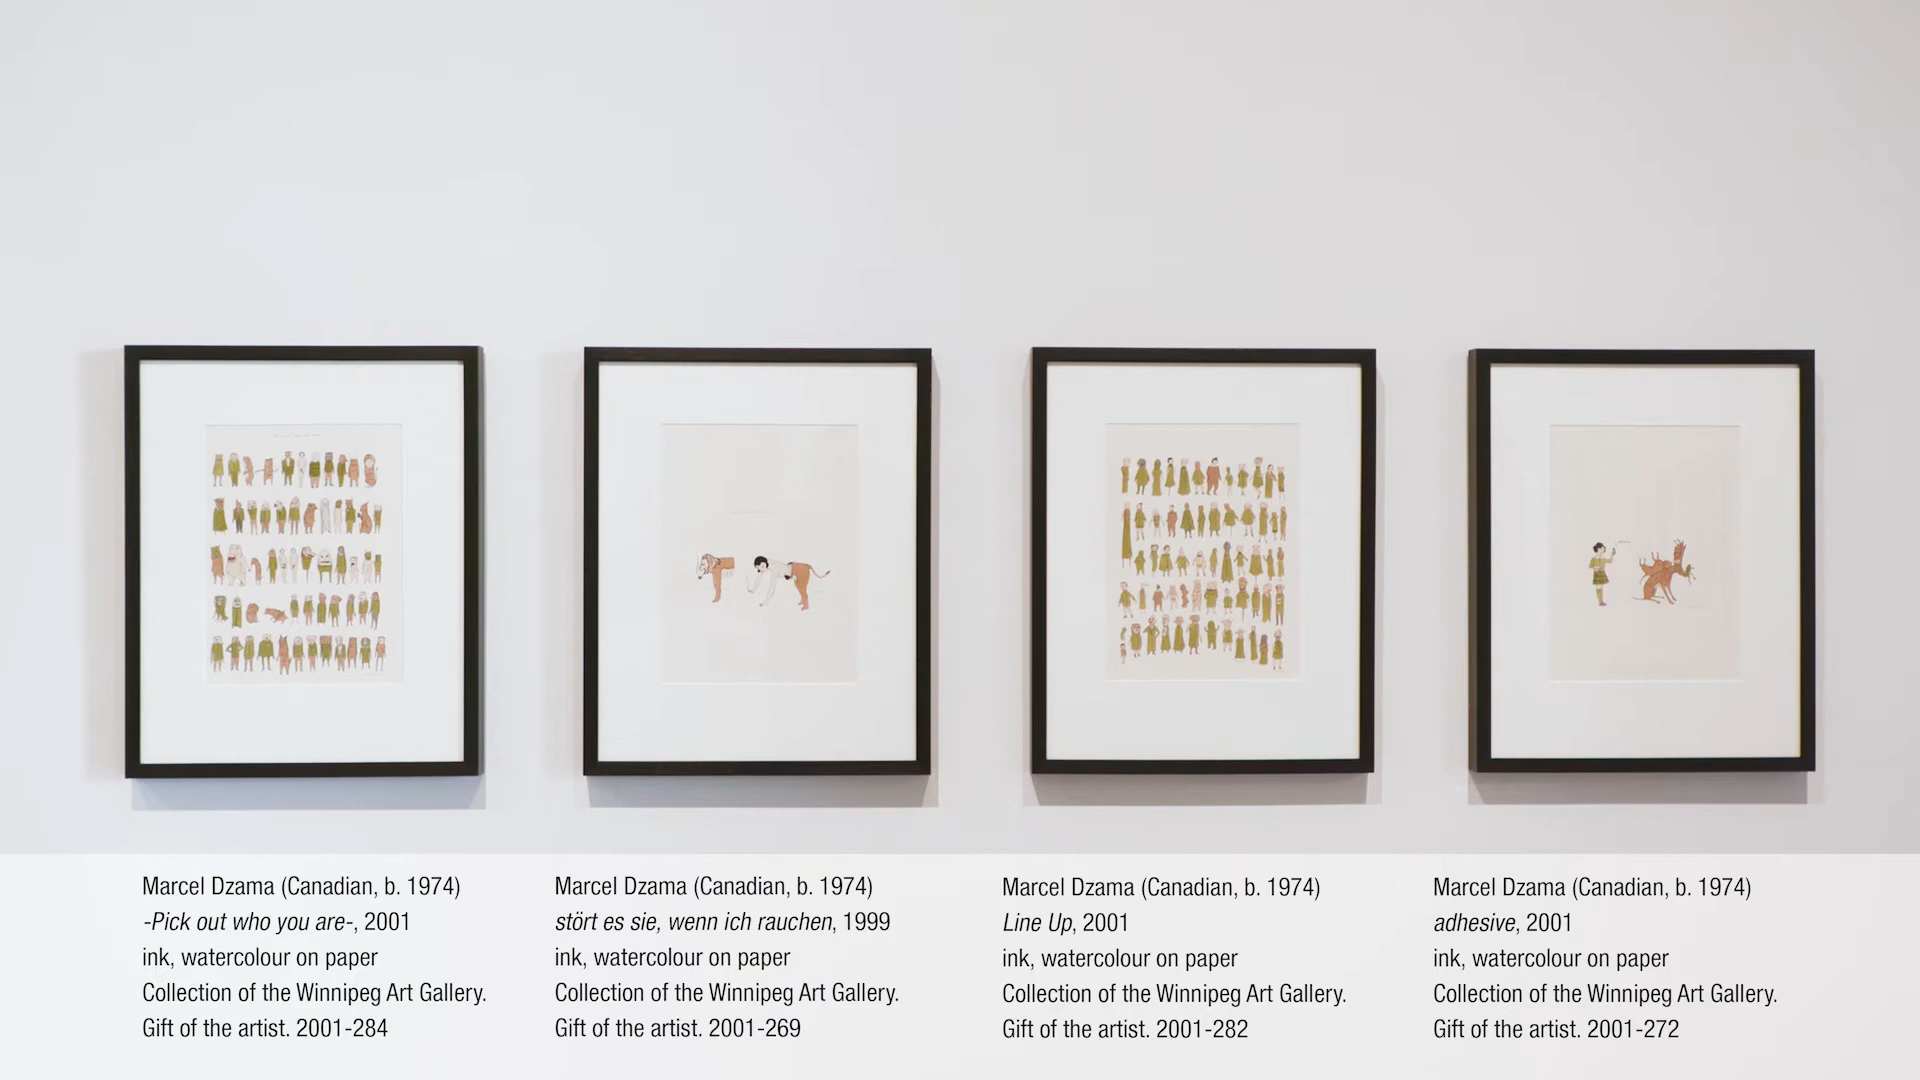 Marcel Dzama (Canadian, b. 1974)
-Pick out who you are-, 2001
ink, watercolour on paper
Collection of the Winnipeg Art Gallery.
Gift of the artist. 2001-284
Marcel Dzama (Canadian, b. 1974)
stört es sie, wenn ich rauchen, 1999
ink, watercolour on paper
Collection of the Winnipeg Art Gallery.
Gift of the artist. 2001-269
Marcel Dzama (Canadian, b. 1974)
Line Up, 2001
ink, watercolour on paper
Collection of the Winnipeg Art Gallery.
Gift of the artist. 2001-282
Marcel Dzama (Canadian, b. 1974)
adhesive, 2001
ink, watercolour on paper
Collection of the Winnipeg Art Gallery.
Gift of the artist. 2001-272